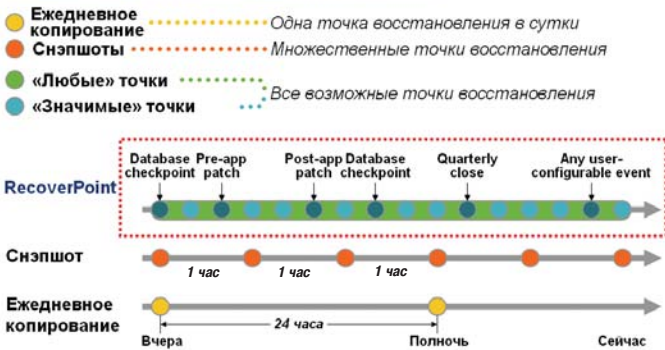 Ежедневное
копирование
Одна точка восстановления в сутки
Снэпшоты
Множественные точки восстановления
«Любые» точки
«Значимые» точки
Все возможные точки восстановления
Database
checkpoint
Pre-app
patch
Post-app
patch
Database
checkpoint
Quarterly
close
Any user-
configurable event
RecoverPoint
Снэпшот
1 час
1 час
1 час
Ежедневное
копирование
24 часа
Вчера
Полночь
Сейчас